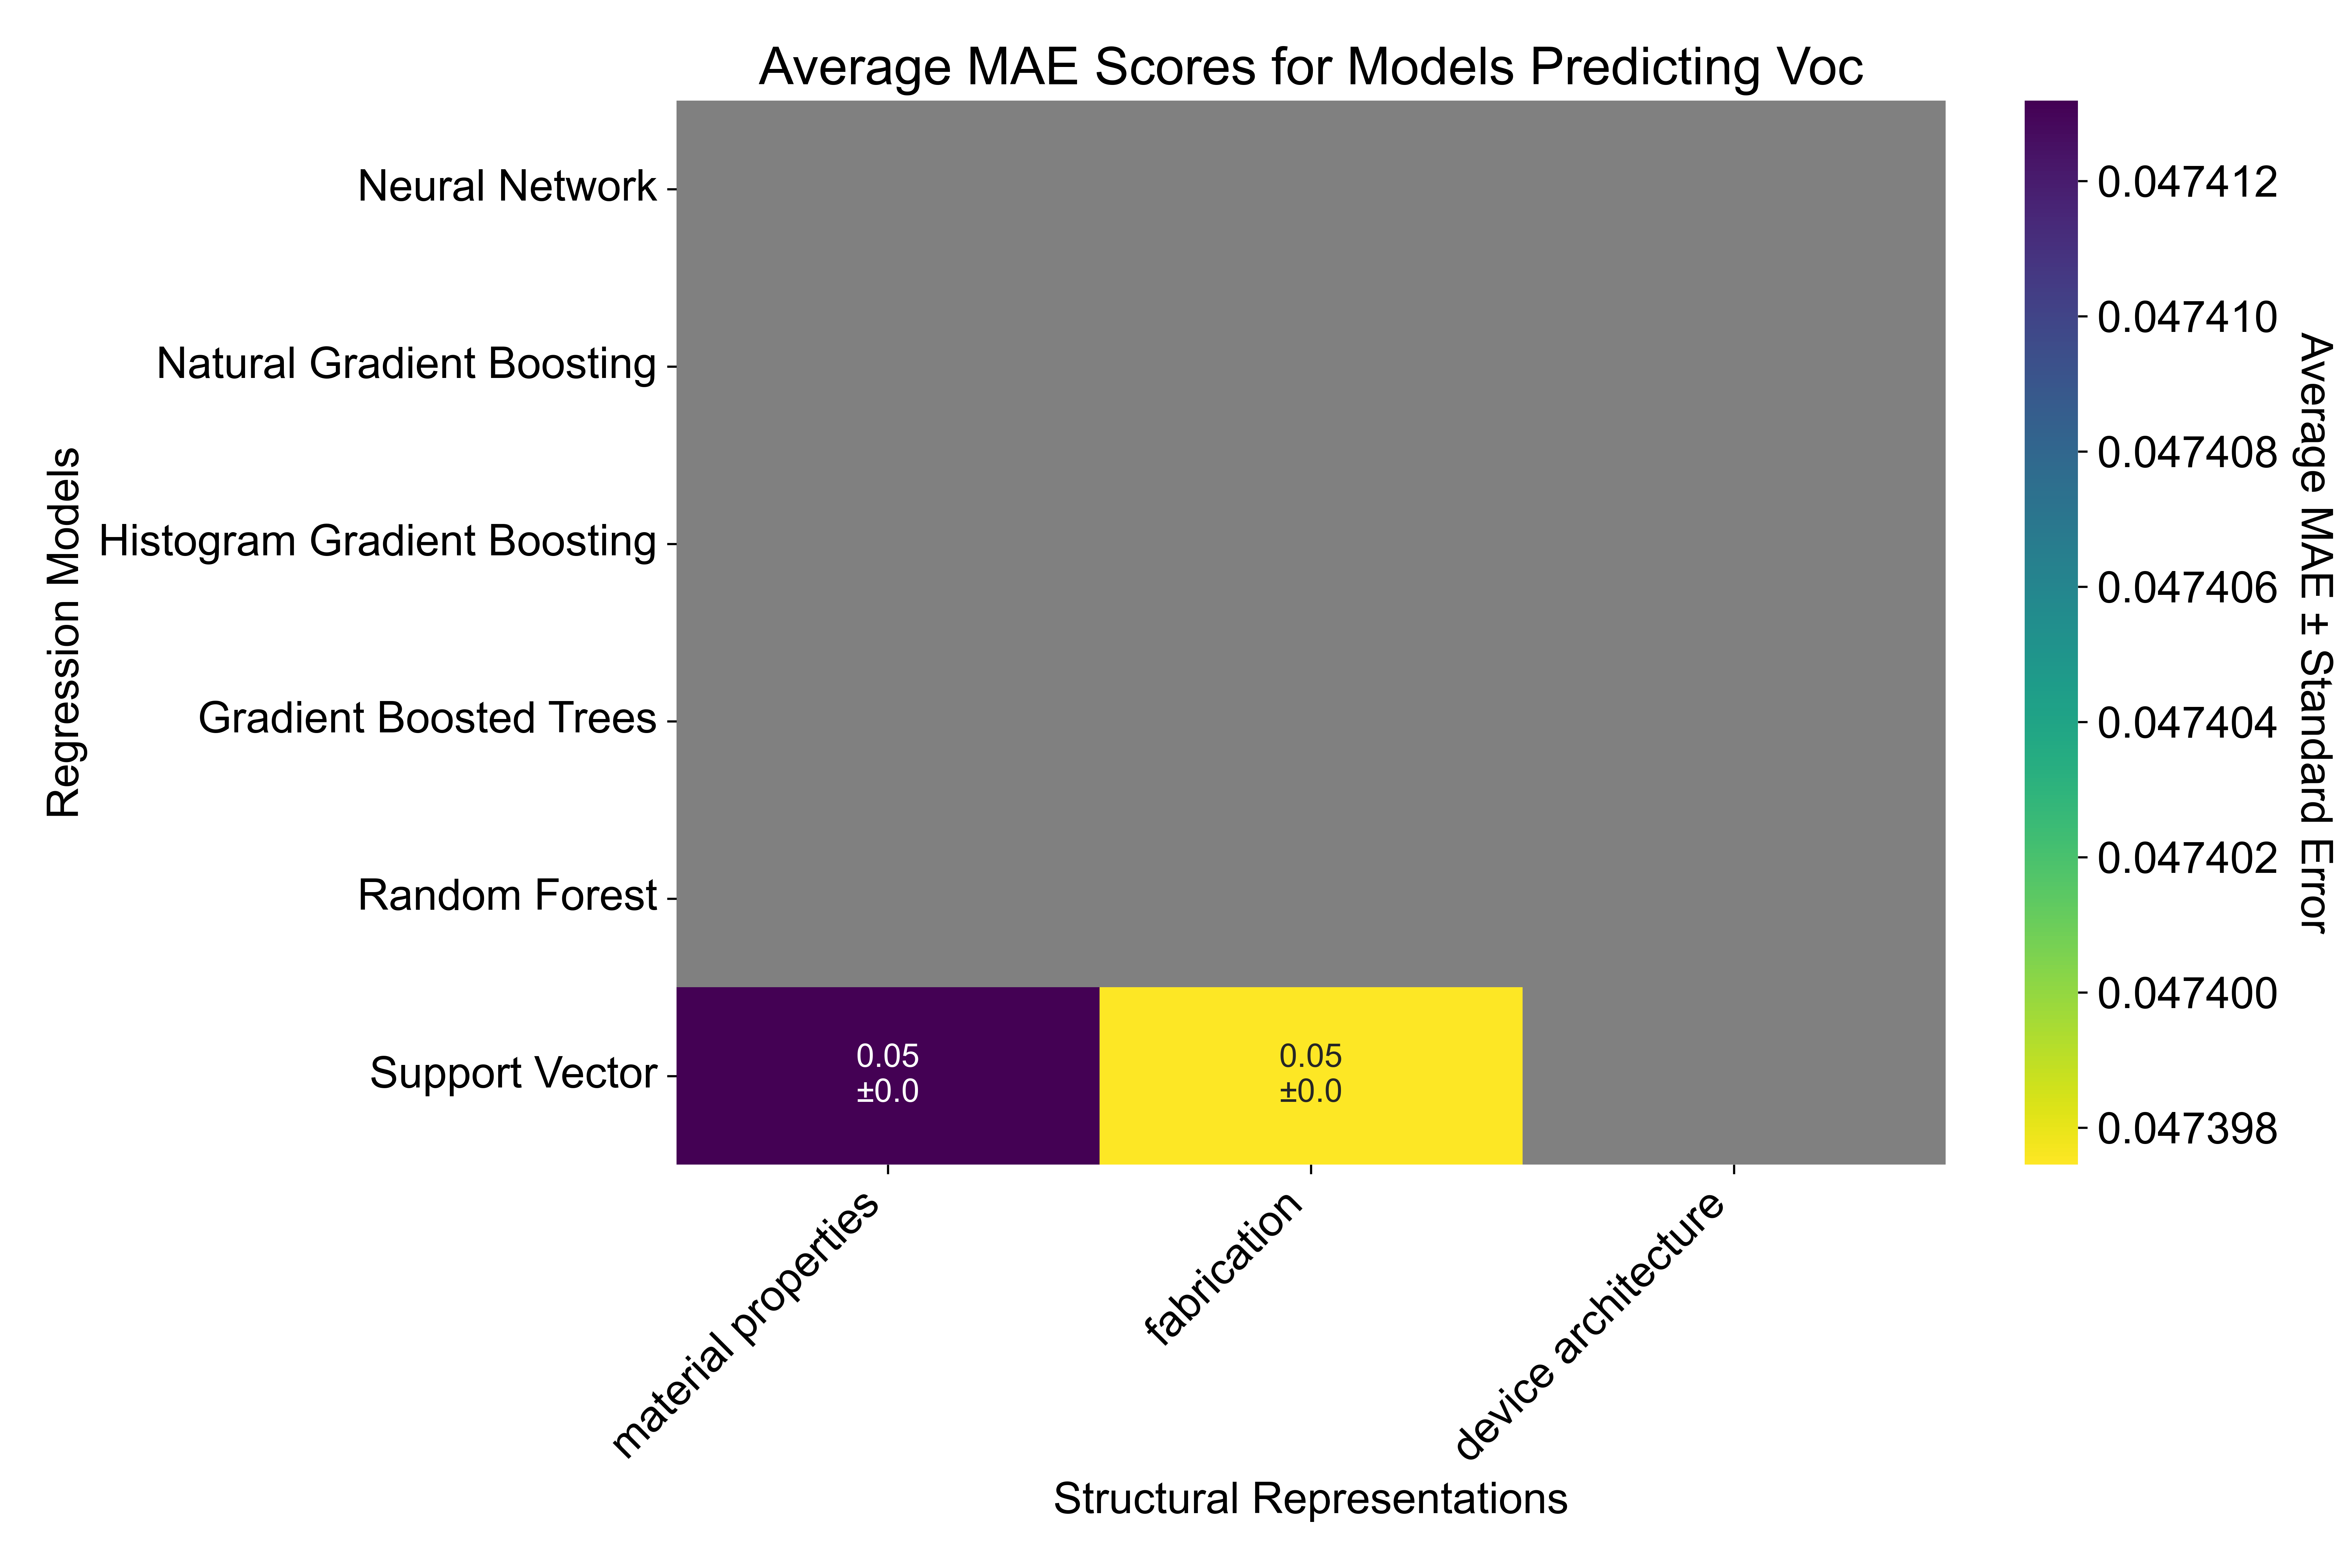 Average MAE Scores for Models Predicting Voc
Regression Models
Neural Network
Natural Gradient Boosting
Histogram Gradient Boosting
Gradient Boosted Trees
Random Forest
Support Vector
0.05
±0.0
0.05
±0.0
material properties
fabrication
device architecture
Structural Representations
0.047412
0.047410
0.047408
0.047406
0.047404
0.047402
0.047400
0.047398
Average MAE ± Standard Error